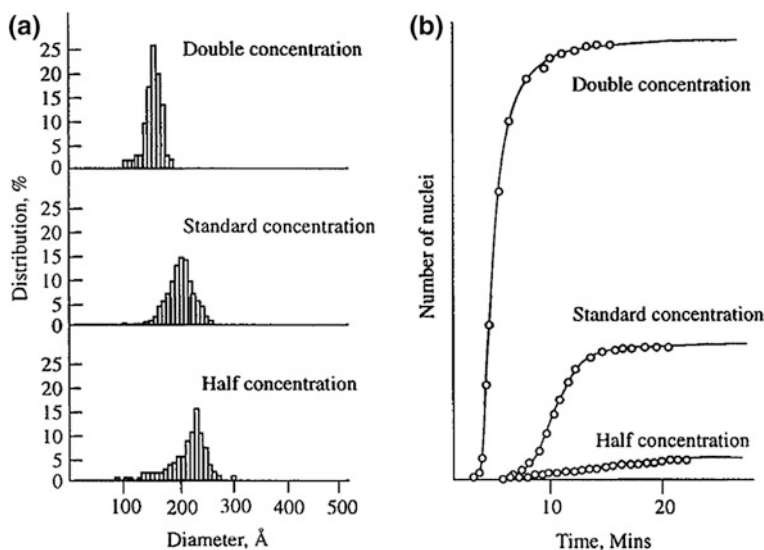 (a)
Distribution, %
25
20
15
10
5
0
Double concentration
25
20
15
10
5
0
Standard concentration
25
20
15
10
5
0
Half concentration
100 200 300 400 500
Diameter, Å
(b)
Number of nuclei
Double concentration
Standard concentration
Half concentration
10 20
Time, Mins